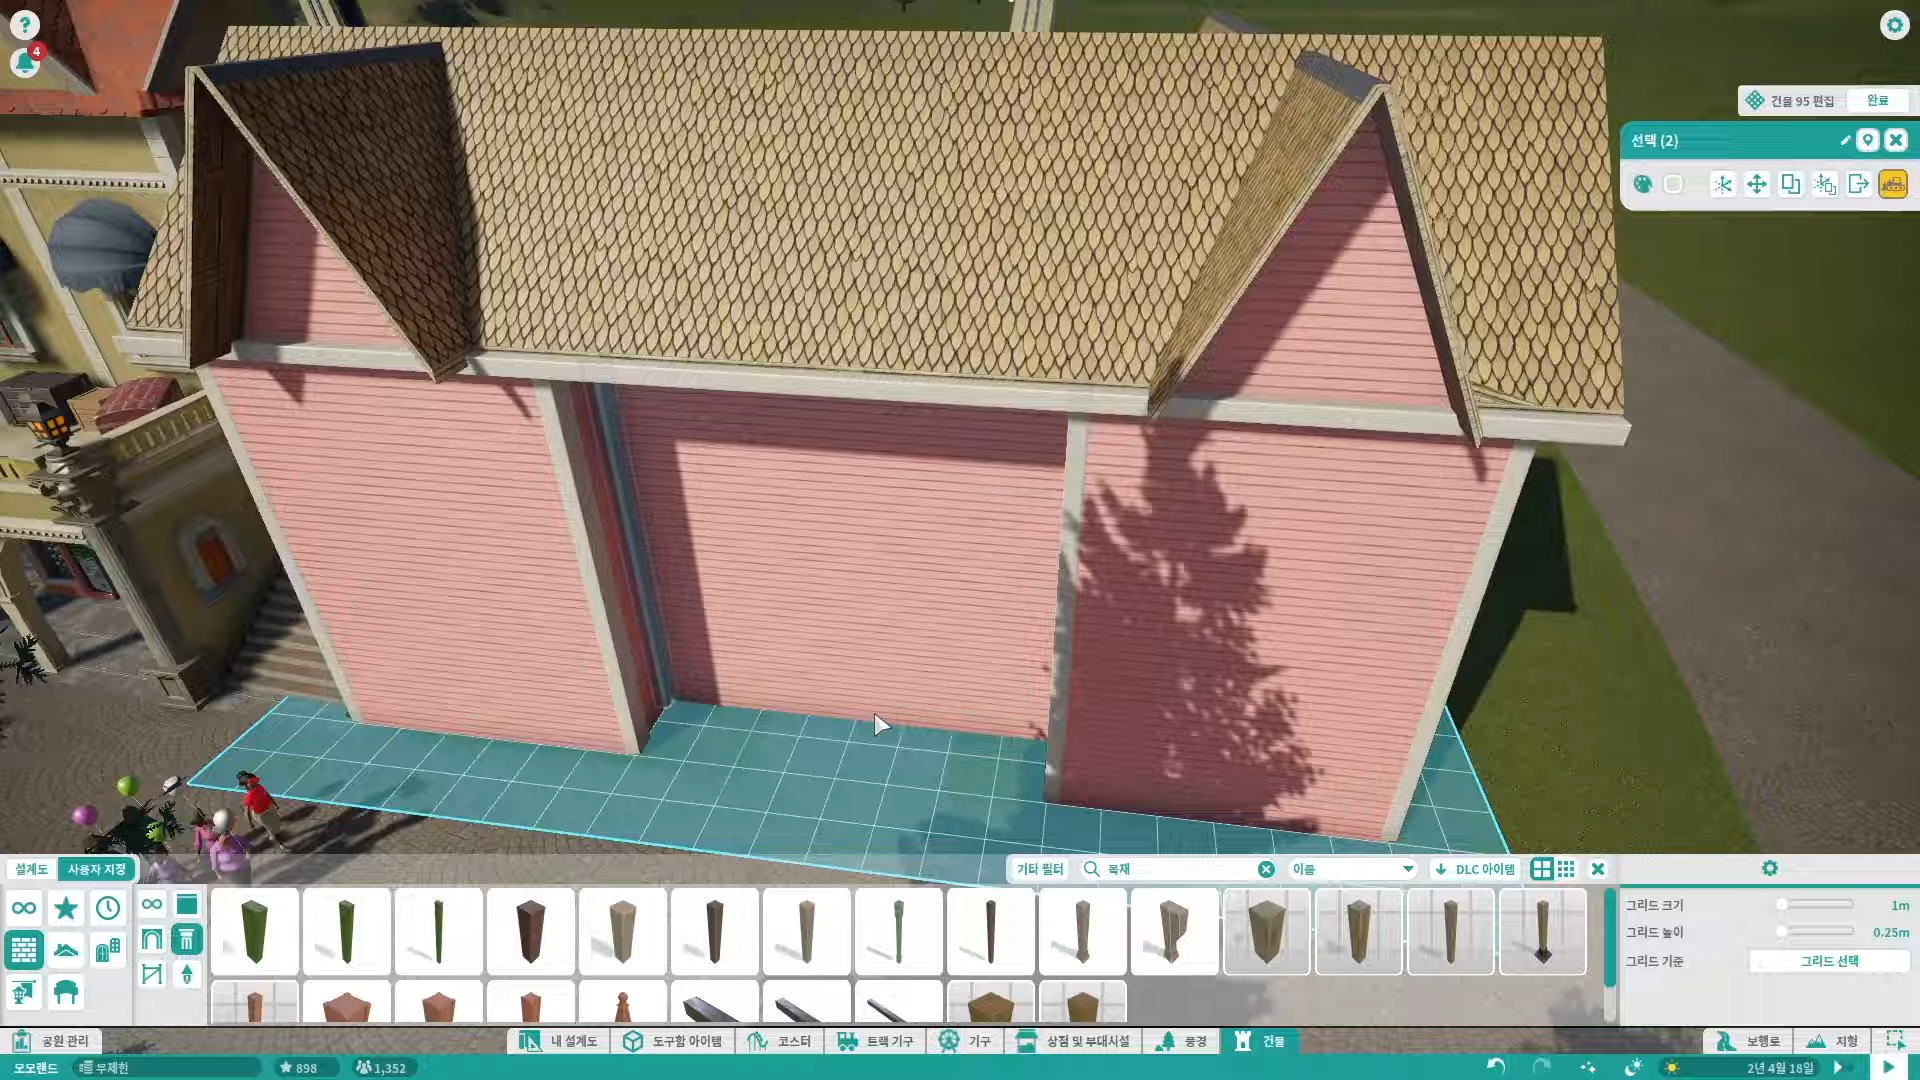 4
건물 95 편집
완료
선택 (2)
설계도
사용자 지정
기타 필터
목재
이름
DLC 아이템
그리드 크기
1m
그리드 높이
0.25m
그리드 기준
그리드 선택
공원 관리
내 설계도
도구함 아이템
코스터
트랙 기구
기구
상점 및 부대시설
풍경
건물
보행로
지형
모모랜드
무제한
898
1,352
2년 4월 18일